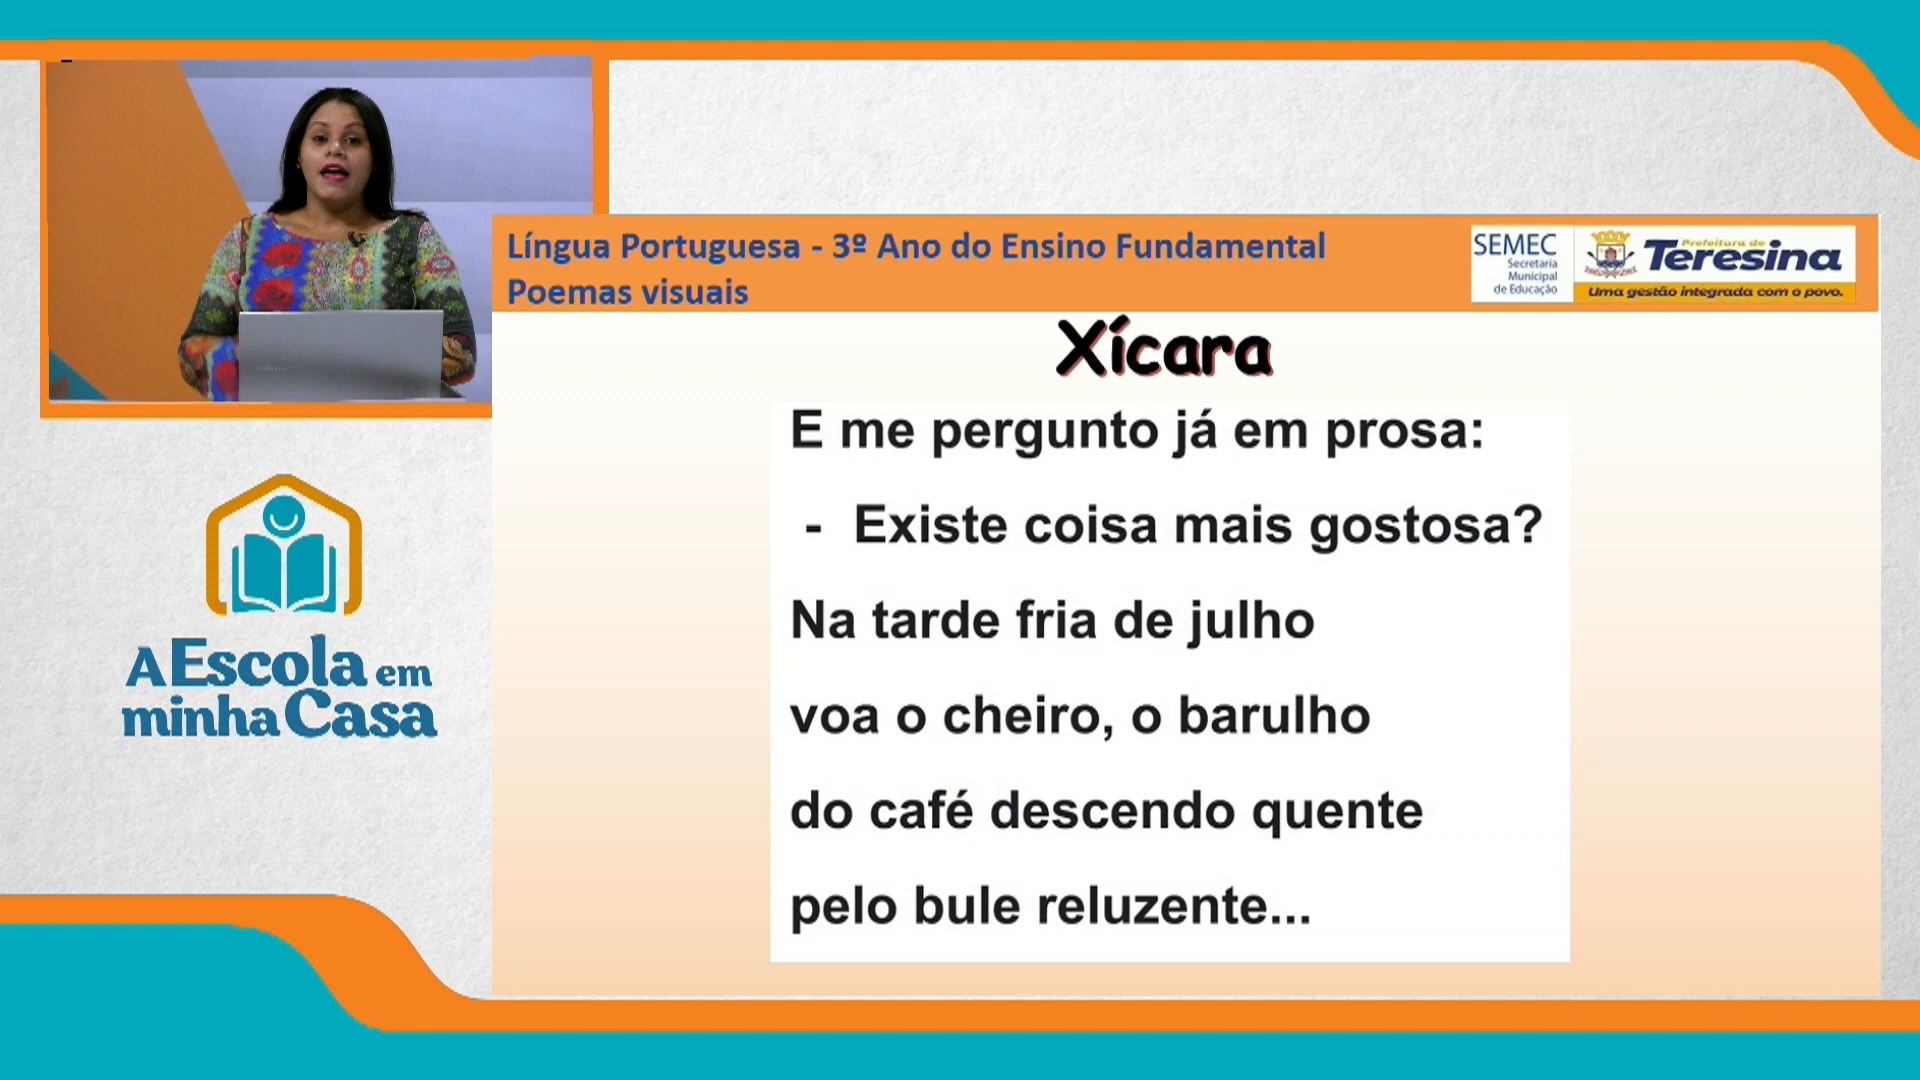 Língua Portuguesa - 3º Ano do Ensino Fundamental
Poemas visuais
SEMEC
Secretaria
Municipal
de Educação
Prefeitura de
Teresina
Uma gestão integrada com o povo.
Xícara
E me pergunto já em prosa:
- Existe coisa mais gostosa?
Na tarde fria de julho
voa o cheiro, o barulho
do café descendo quente
pelo bule reluzente...
A Escola em
minha Casa